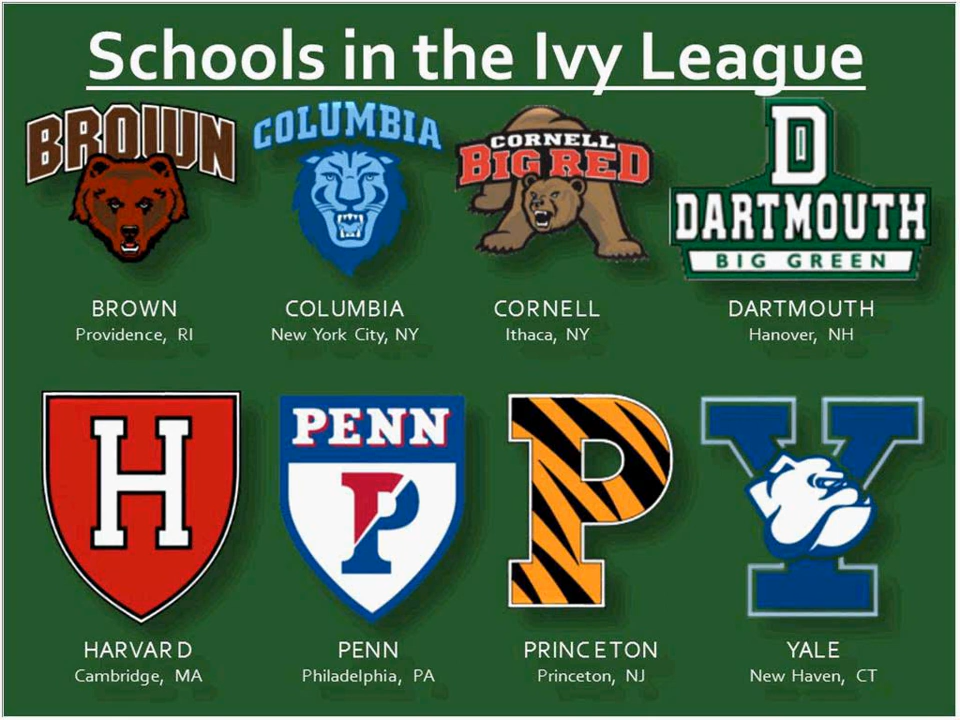 Schools in the Ivy League
BROWN
COLUMBIA
CORNELL
BIG RED
D
DARTMOUTH
BIG GREEN
BROWN
Providence, RI
COLUMBIA
New York City, NY
CORNELL
Ithaca, NY
DARTMOUTH
Hanover, NH
H
PENN
P
P
Y
HARVARD
Cambridge, MA
PENN
Philadelphia, PA
PRINCETON
Princeton, NJ
YALE
New Haven, CT